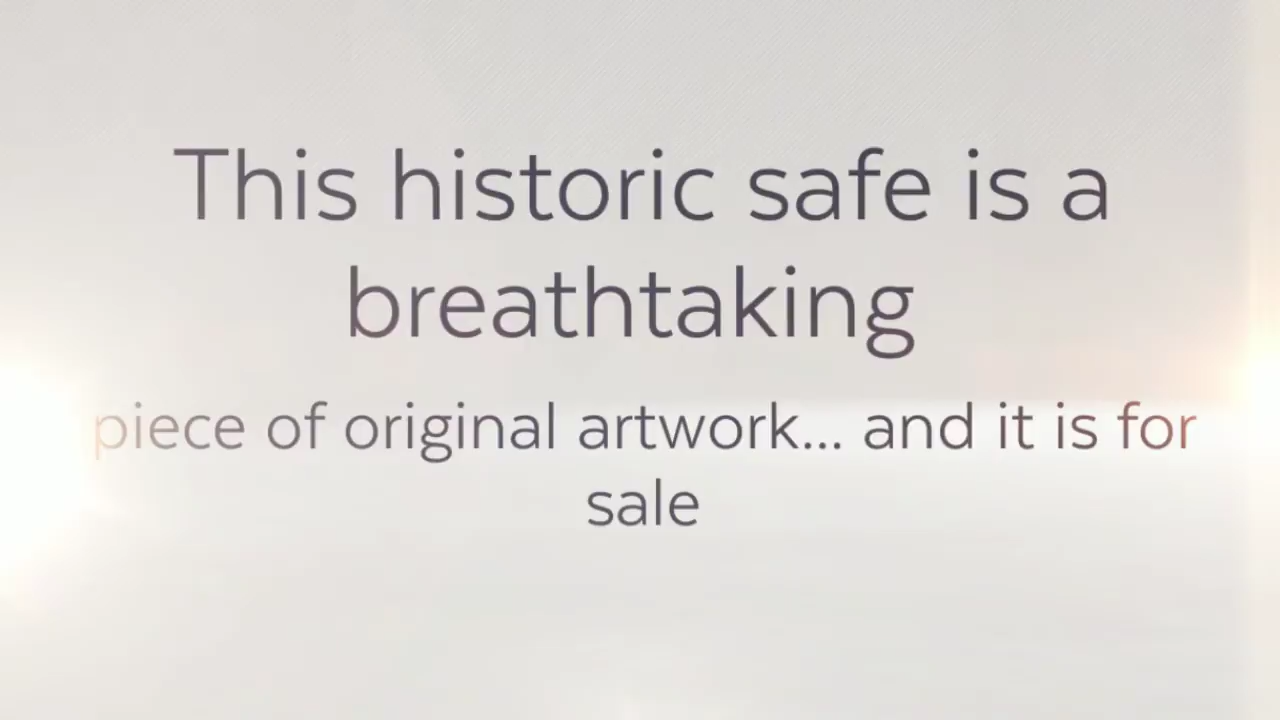 This historic safe is a
breathtaking
piece of original artwork... and it is for
sale